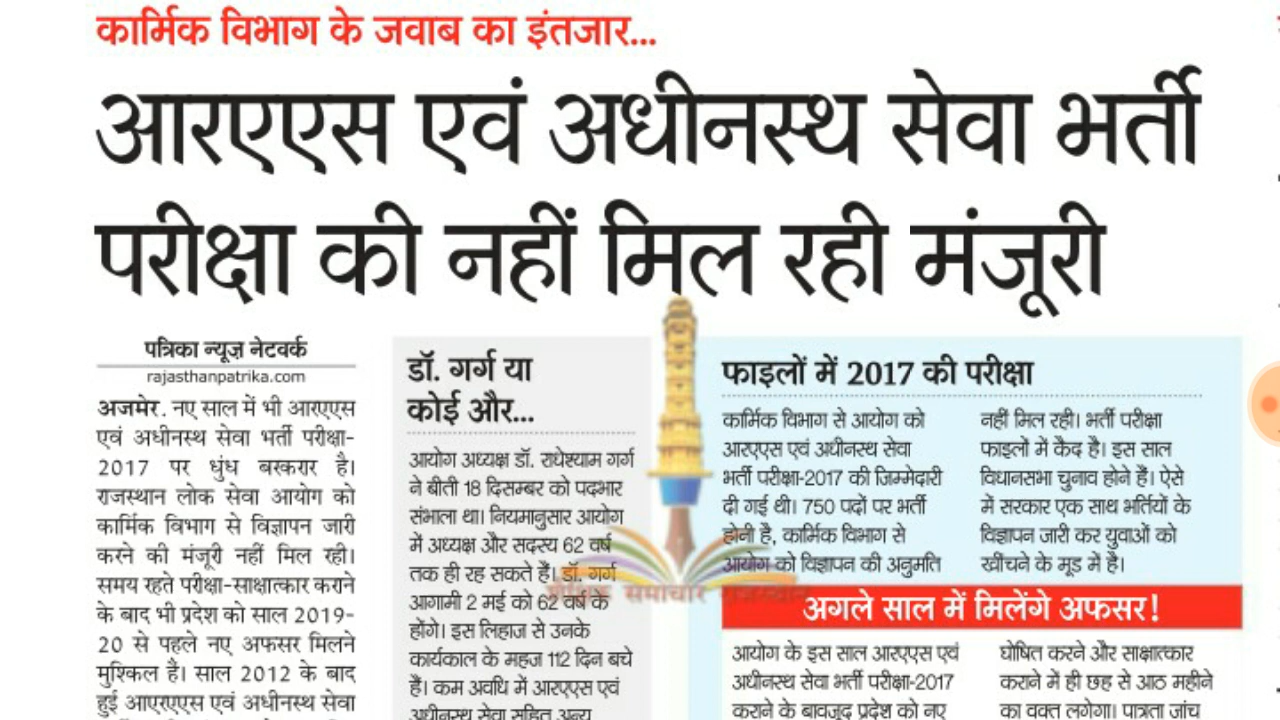 कार्मिक विभाग के जवाब का इंतजार...
आरएएस एवं अधीनस्थ सेवा भर्ती
परीक्षा की नहीं मिल रही मंजूरी
पत्रिका न्यूज़ नेटवर्क
rajasthanpatrika.com
अजमेर. नए साल में भी आरएएस
एवं अधीनस्थ सेवा भर्ती परीक्षा-
2017 पर धुंध बरकरार है।
राजस्थान लोक सेवा आयोग को
कार्मिक विभाग से विज्ञापन जारी
करने की मंजूरी नहीं मिल रही।
समय रहते परीक्षा-साक्षात्कार कराने
के बाद भी प्रदेश को साल 2019-
20 से पहले नए अफसर मिलने
मुश्किल हैं। साल 2012 के बाद
हुई आएरएएस एवं अधीनस्थ सेवा
डॉ. गर्ग या
कोई और...
आयोग अध्यक्ष डॉ. राधेश्याम गर्ग
ने बीती 18 दिसम्बर को पदभार
संभाला था। नियमानुसार आयोग
में अध्यक्ष और सदस्य 62 वर्ष
तक ही रह सकते हैं। डॉ. गर्ग
आगामी 2 मई को 62 वर्ष के
होंगे। इस लिहाज से उनके
कार्यकाल के महज 112 दिन बचे
हैं। कम अवधि में आरएएस एवं
अधीनस्थ सेवा सहित अन्य
फाइलों में 2017 की परीक्षा
कार्मिक विभाग से आयोग को
आरएएस एवं अधीनस्थ सेवा
भर्ती परीक्षा-2017 की जिम्मेदारी
दी गई थी। 750 पदों पर भर्ती
होनी है, कार्मिक विभाग से
आयोग को विज्ञापन की अनुमति
नहीं मिल रही। भर्ती परीक्षा
फाइलों में कैद है। इस साल
विधानसभा चुनाव होने हैं। ऐसे
में सरकार एक साथ भर्तियों के
विज्ञापन जारी कर युवाओं को
खींचने के मूड में है।
अगले साल में मिलेंगे अफसर!
आयोग के इस साल आरएएस एवं
अधीनस्थ सेवा भर्ती परीक्षा-2017
कराने के बावजूद प्रदेश को नए
घोषित करने और साक्षात्कार
कराने में ही छह से आठ महीने
का वक्त लगेगा। पात्रता जांच
समाचार राजस्थान